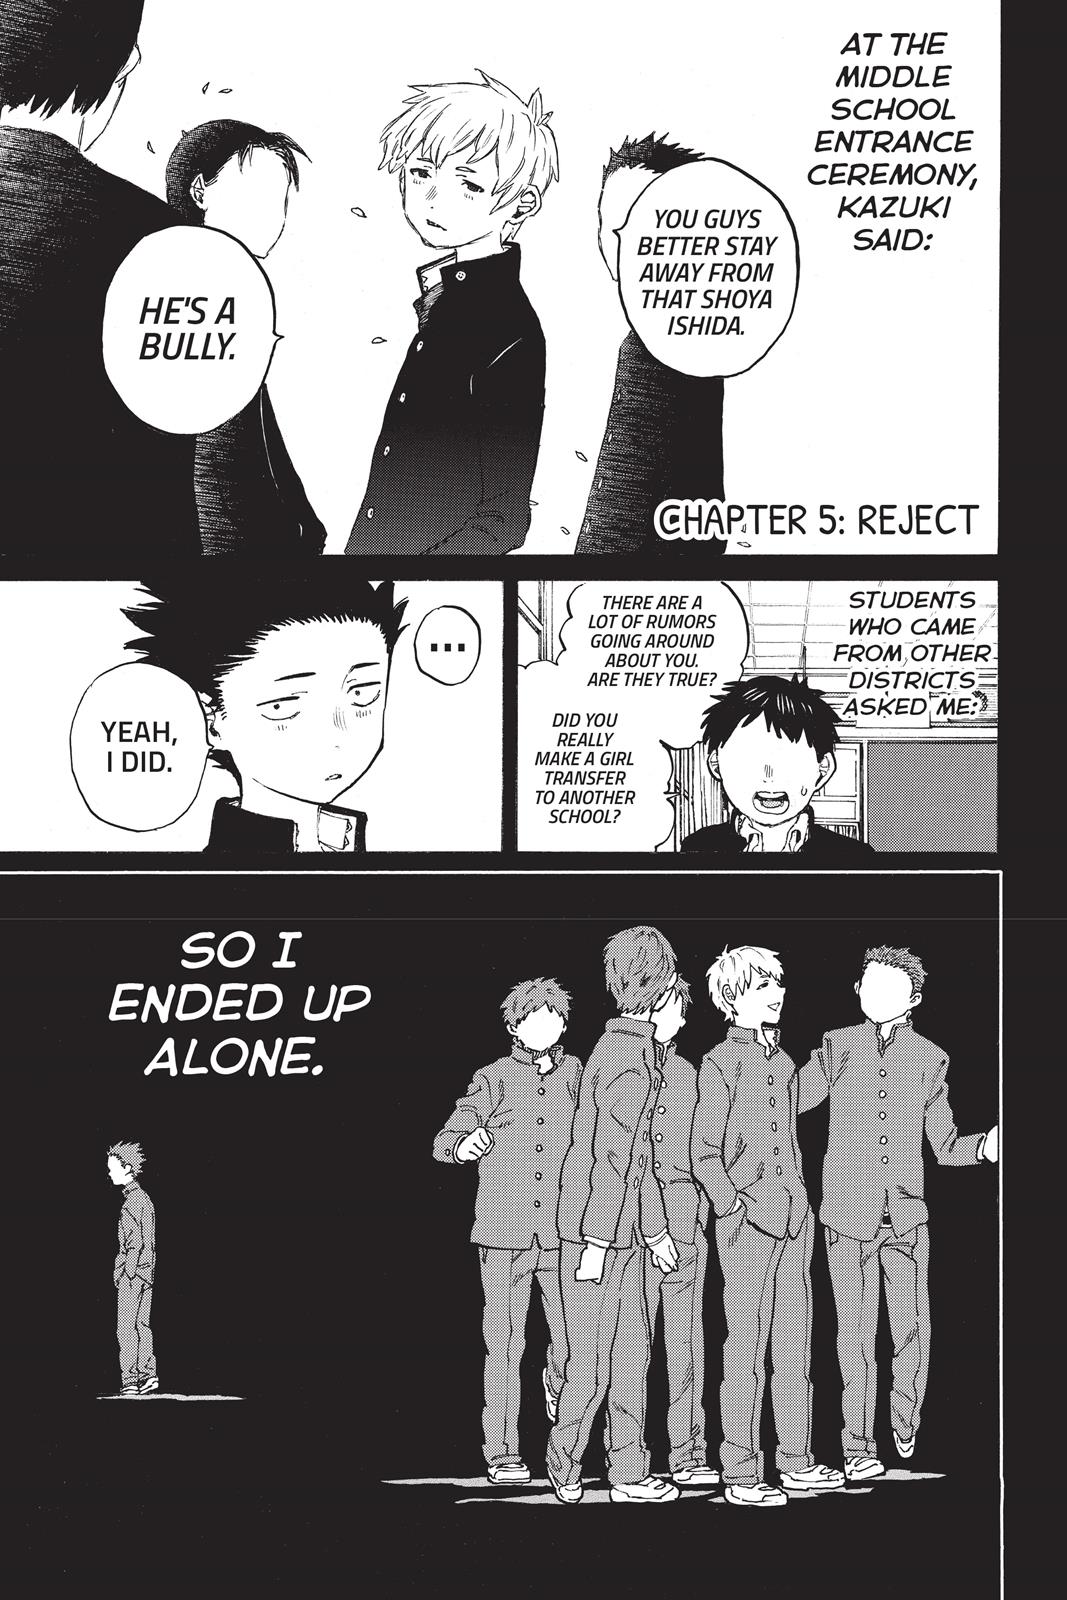 AT THE
MIDDLE
SCHOOL
ENTRANCE
CEREMONY,
KAZUKI
SAID:
YOU GUYS
BETTER STAY
AWAY FROM
THAT SHOYA
ISHIDA.
HE'S A
BULLY.
CHAPTER 5: REJECT
STUDENTS
WHO CAME
FROM OTHER
DISTRICTS
ASKED ME:
THERE ARE A
LOT OF RUMORS
GOING AROUND
ABOUT YOU.
ARE THEY TRUE?
DID YOU
REALLY
MAKE A GIRL
TRANSFER
TO ANOTHER
SCHOOL?
...
YEAH,
I DID.
SO I
ENDED UP
ALONE.